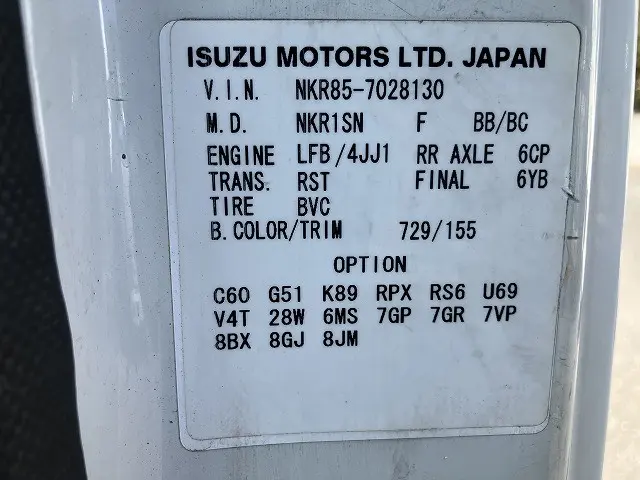 ISUZU MOTORS LTD. JAPAN
V.I.N. NKR85-7028130
M.D. NKR1SN F BB/BC
ENGINE LFB/4JJ1 RR AXLE 6CP
TRANS. RST FINAL 6YB
TIRE BVC
B.COLOR/TRIM 729/155
OPTION
C60 G51 K89 RPX RS6 U69
V4T 28W 6MS 7GP 7GR 7VP
8BX 8GJ 8JM